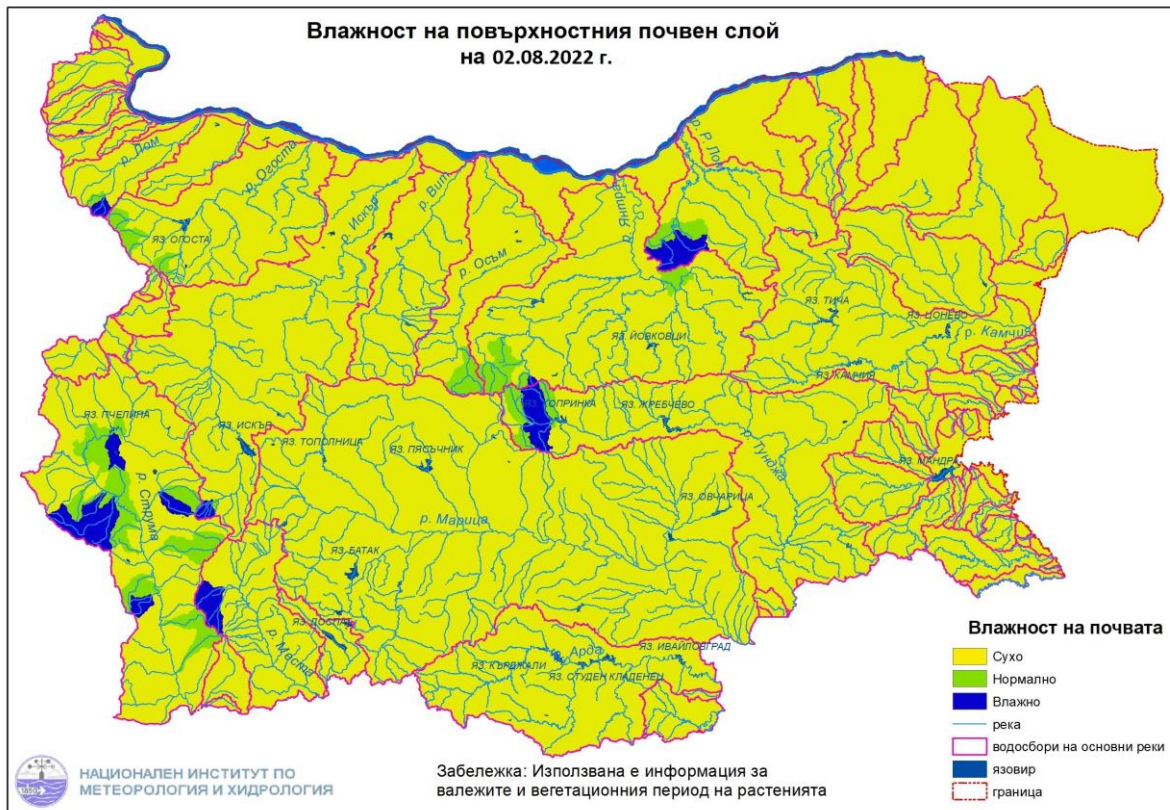 Влажност на повърхностния почвен слой
на 02.08.2022 г.
р. Лом
р. Огоста
р. Искър
р. Вит
р. Осъм
р. Янтра
р. Р Лом
яз. ОГОСТА
яз. ТИЧА
яз. ЦОНЕВО
р. Камчия
яз. ЙОВКОВЦИ
яз. КАМЧИЯ
яз. ПЧЕЛИНА
яз. ИСКЪР
яз. ТОПОЛНИЦА
яз. ПЯСЪЧНИК
яз. КОПРИНКА
яз. ЖРЕБЧЕВО
р. Тунджа
яз. МАНДРА
р. Струма
яз. ОВЧАРИЦА
р. Марица
яз. БАТАК
яз. ДОСПАТ
р. Места
р. Арда
яз. ИВАЙЛОВГРАД
яз. КЪРДЖАЛИ
яз. СТУДЕН КЛАДЕНЕЦ
Влажност на почвата
Сухо
Нормално
Влажно
река
водосбори на основни реки
язовир
граница
НАЦИОНАЛЕН ИНСТИТУТ ПО
МЕТЕОРОЛОГИЯ И ХИДРОЛОГИЯ
Забележка: Използвана е информация за
валежите и вегетационния период на растенията